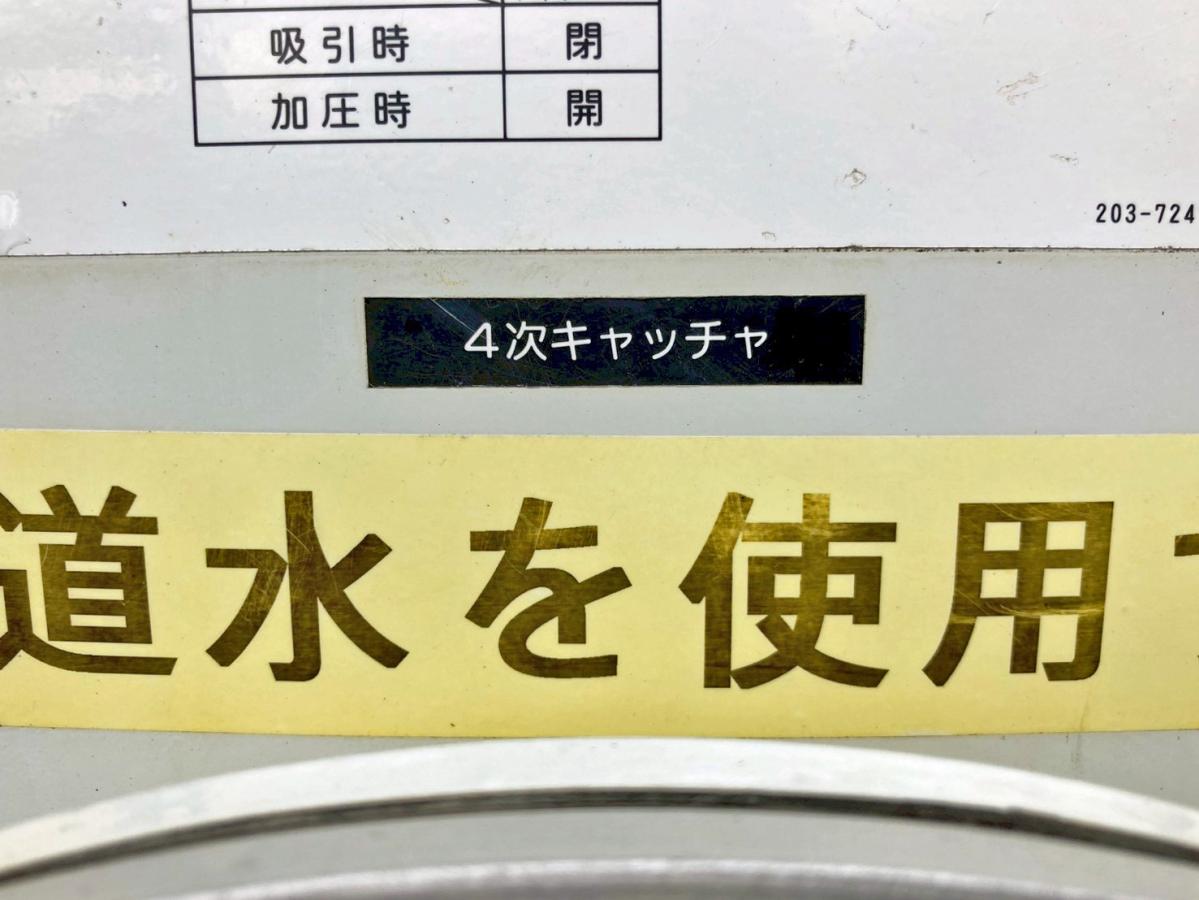 吸引時 閉
加圧時 開
203-724
4次キャッチャ
道水を使用